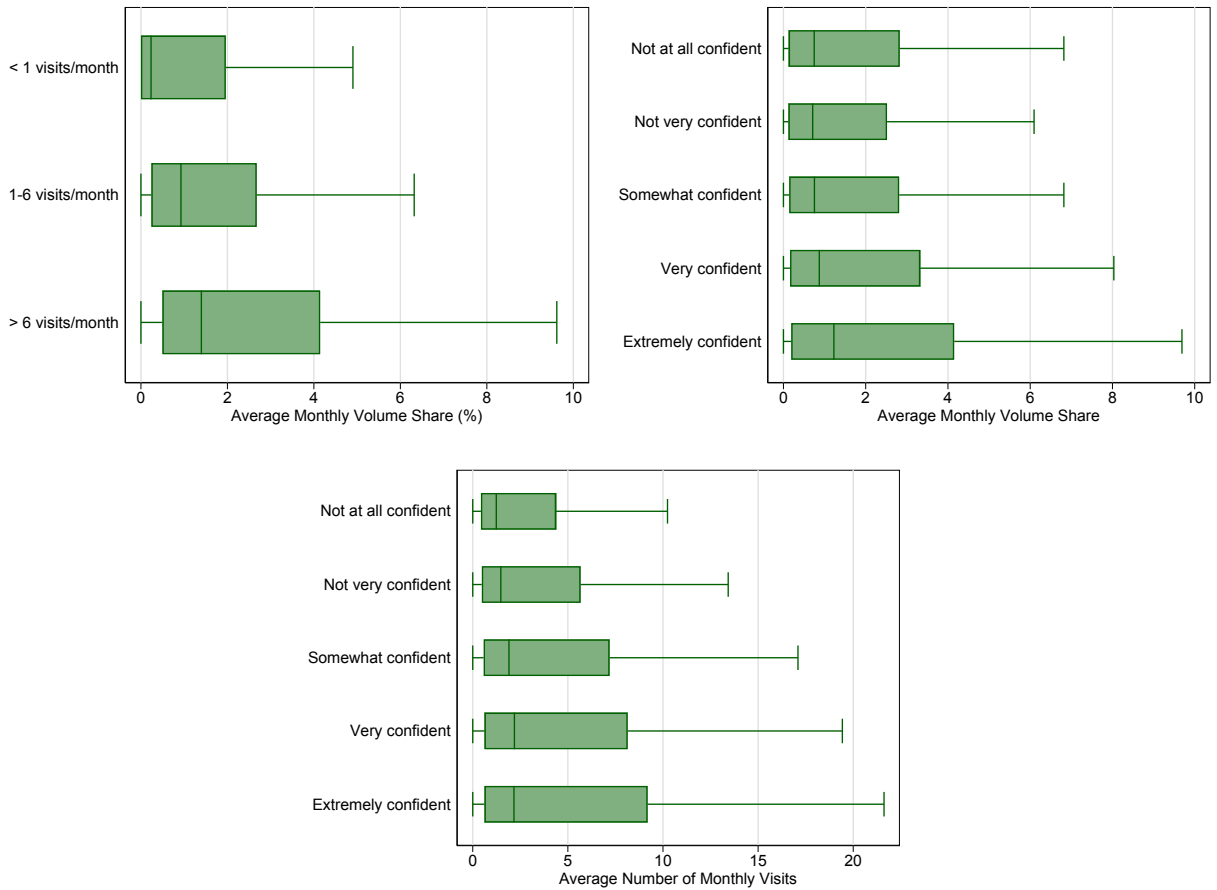 < 1 visits/month
1-6 visits/month
> 6 visits/month
0 2 4 6 8 10
Average Monthly Volume Share (%)
Not at all confident
Not very confident
Somewhat confident
Very confident
Extremely confident
0 2 4 6 8 10
Average Monthly Volume Share
Not at all confident
Not very confident
Somewhat confident
Very confident
Extremely confident
0 5 10 15 20
Average Number of Monthly Visits